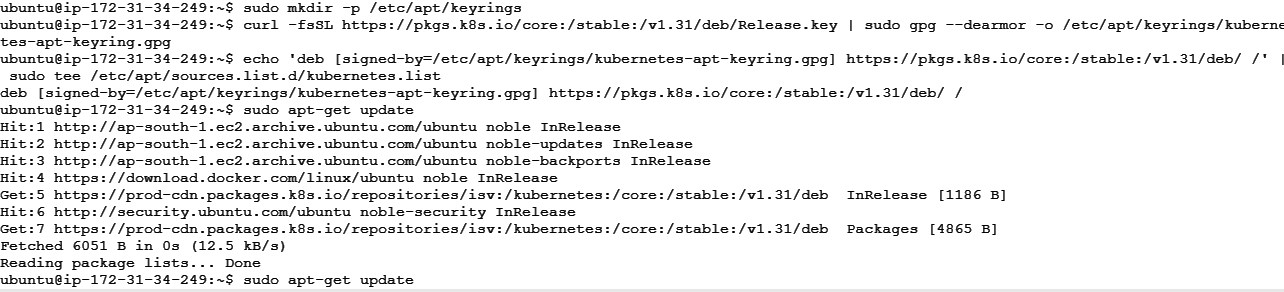 ubuntu@ip-172-31-34-249:~$ sudo mkdir -p /etc/apt/keyrings
ubuntu@ip-172-31-34-249:~$ curl -fsSL https://pkgs.k8s.io/core:/stable:/v1.31/deb/Release.key | sudo gpg --dearmor -o /etc/apt/keyrings/kuberne
tes-apt-keyring.gpg
ubuntu@ip-172-31-34-249:~$ echo 'deb [signed-by=/etc/apt/keyrings/kubernetes-apt-keyring.gpg] https://pkgs.k8s.io/core:/stable:/v1.31/deb/ /' |
 sudo tee /etc/apt/sources.list.d/kubernetes.list
deb [signed-by=/etc/apt/keyrings/kubernetes-apt-keyring.gpg] https://pkgs.k8s.io/core:/stable:/v1.31/deb/ /
ubuntu@ip-172-31-34-249:~$ sudo apt-get update
Hit:1 http://ap-south-1.ec2.archive.ubuntu.com/ubuntu noble InRelease
Hit:2 http://ap-south-1.ec2.archive.ubuntu.com/ubuntu noble-updates InRelease
Hit:3 http://ap-south-1.ec2.archive.ubuntu.com/ubuntu noble-backports InRelease
Hit:4 https://download.docker.com/linux/ubuntu noble InRelease
Get:5 https://prod-cdn.packages.k8s.io/repositories/isv:/kubernetes:/core:/stable:/v1.31/deb  InRelease [1186 B]
Hit:6 http://security.ubuntu.com/ubuntu noble-security InRelease
Get:7 https://prod-cdn.packages.k8s.io/repositories/isv:/kubernetes:/core:/stable:/v1.31/deb  Packages [4865 B]
Fetched 6051 B in 0s (12.5 kB/s)
Reading package lists... Done
ubuntu@ip-172-31-34-249:~$ sudo apt-get update